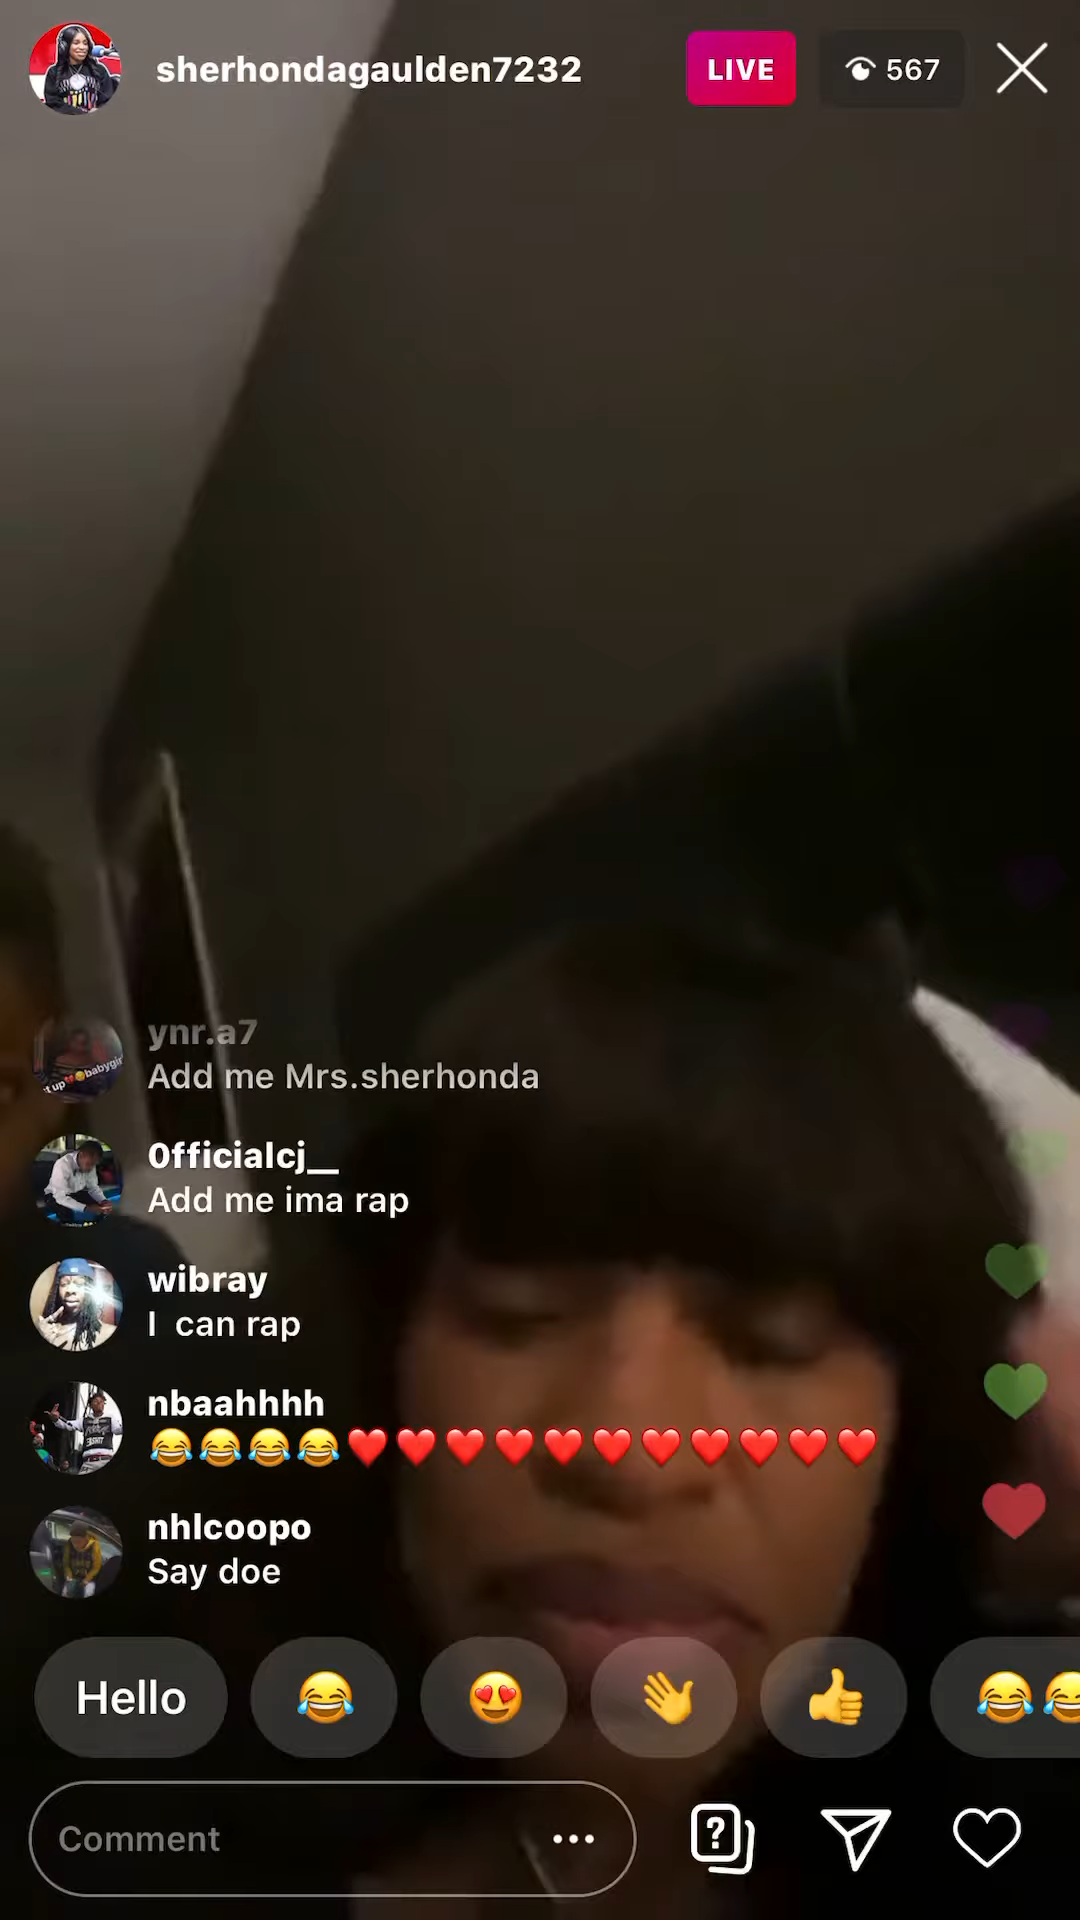 sherhondagaulden7232
LIVE
567
ynr.a7
Add me Mrs.sherhonda
0fficialcj__
Add me ima rap
wibray
I can rap
nbaahhhh
😂😂😂😂❤️❤️❤️❤️❤️❤️❤️❤️❤️❤️❤️
nhlcoopo
Say doe
Hello
Comment